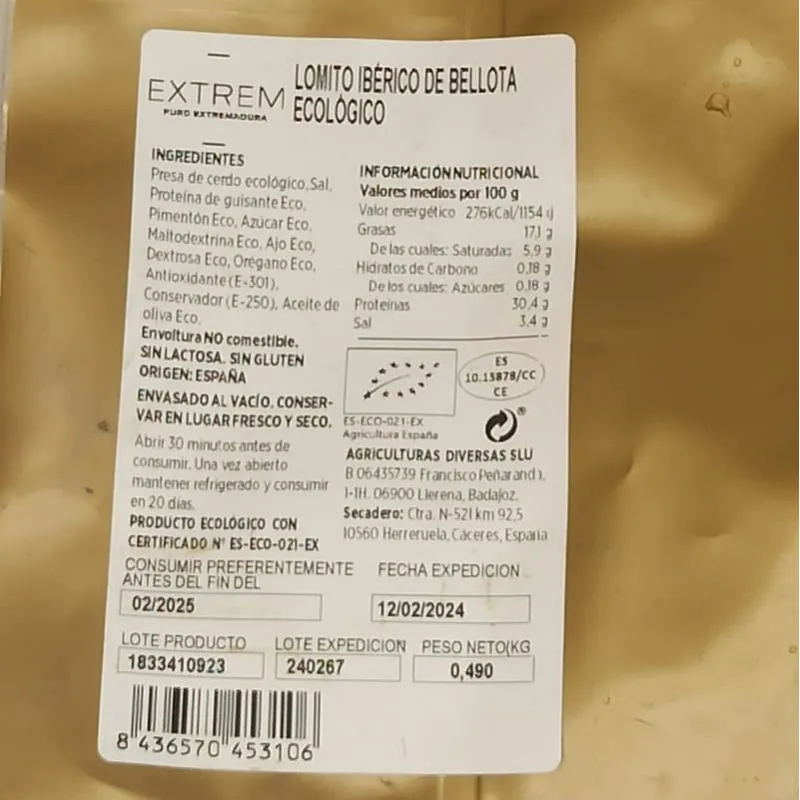 EXTREM
PURO EXTREMADURA
LOMITO IBÉRICO DE BELLOTA
ECOLÓGICO
INGREDIENTES
Presa de cerdo ecológico, Sal,
Proteína de guisante Eco,
Pimentón Eco, Azúcar Eco,
Maltodextrina Eco, Ajo Eco,
Dextrosa Eco, Orégano Eco,
Antioxidante (E-301),
Conservador (E-250), Aceite de
oliva Eco.
Envoltura NO comestible.
SIN LACTOSA. SIN GLUTEN
ORIGEN: ESPAÑA
ENVASADO AL VACÍO. CONSER-
VAR EN LUGAR FRESCO Y SECO.
Abrir 30 minutos antes de
consumir. Una vez abierto
mantener refrigerado y consumir
en 20 días.
PRODUCTO ECOLÓGICO CON
CERTIFICADO Nº ES-ECO-021-EX
INFORMACIÓN NUTRICIONAL
Valores medios por 100 g
Valor energético 276kCal/1154 kj
Grasas 17,1 g
De las cuales: Saturadas 5,9 g
Hidratos de Carbono 0,18 g
De los cuales: Azúcares 0,18 g
Proteínas 30,4 g
Sal 3,4 g
ES
10.15878/CC
CE
ES-ECO-021-EX
Agricultura España
®
AGRICULTURAS DIVERSAS SLU
B 06435739 Francisco Peñaranda,
1-1H. 06900 Llerena, Badajoz.
Secadero: Ctra. N-521 km 92,5
10560 Herreruela, Cáceres, España
CONSUMIR PREFERENTEMENTE
ANTES DEL FIN DEL
02/2025
FECHA EXPEDICION
12/02/2024
LOTE PRODUCTO
1833410923
LOTE EXPEDICION
240267
PESO NETO(KG
0,490
8 436570 453106